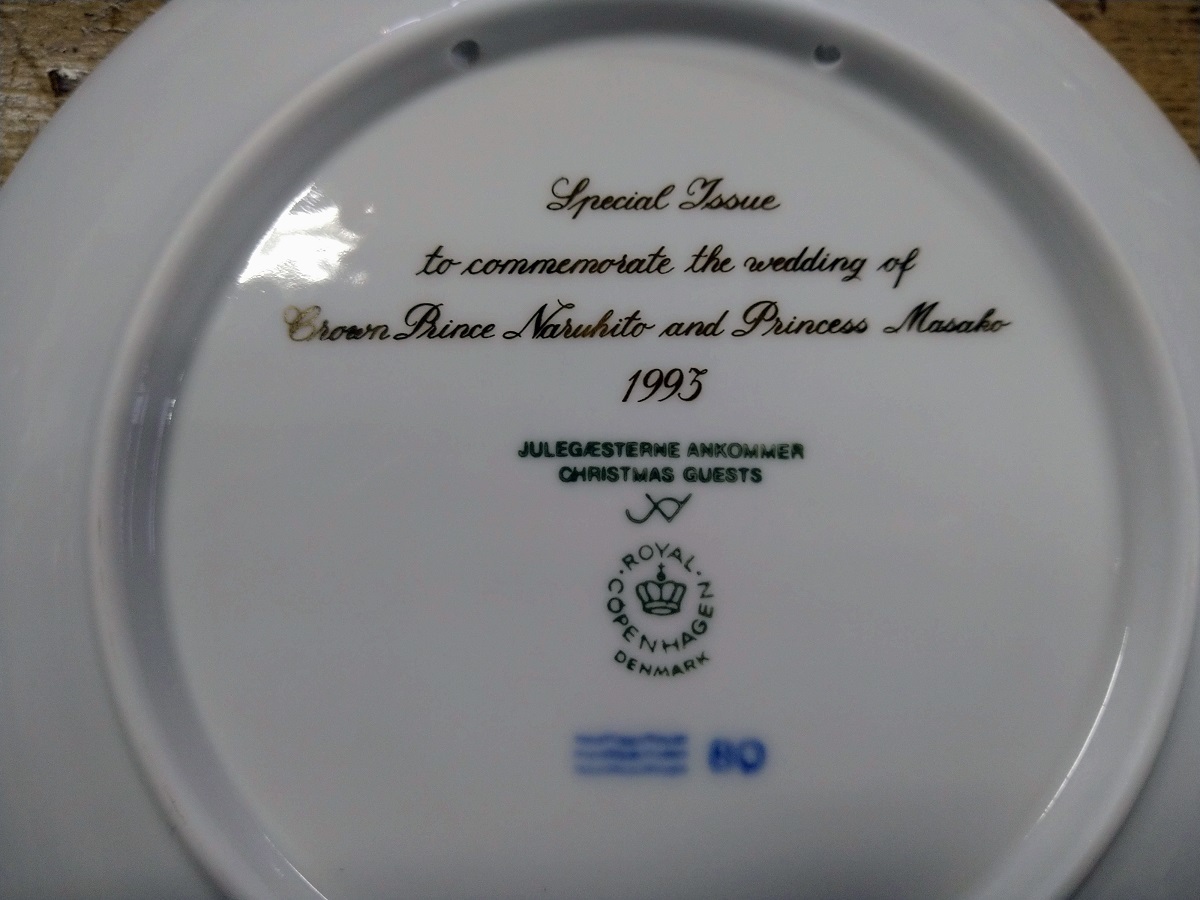 Special Issue
to commemorate the wedding of
Crown Prince Naruhito and Princess Masako
1993
JULEGÆSTERNE ANKOMMER
CHRISTMAS GUESTS
ROYAL
COPENHAGEN
DENMARK